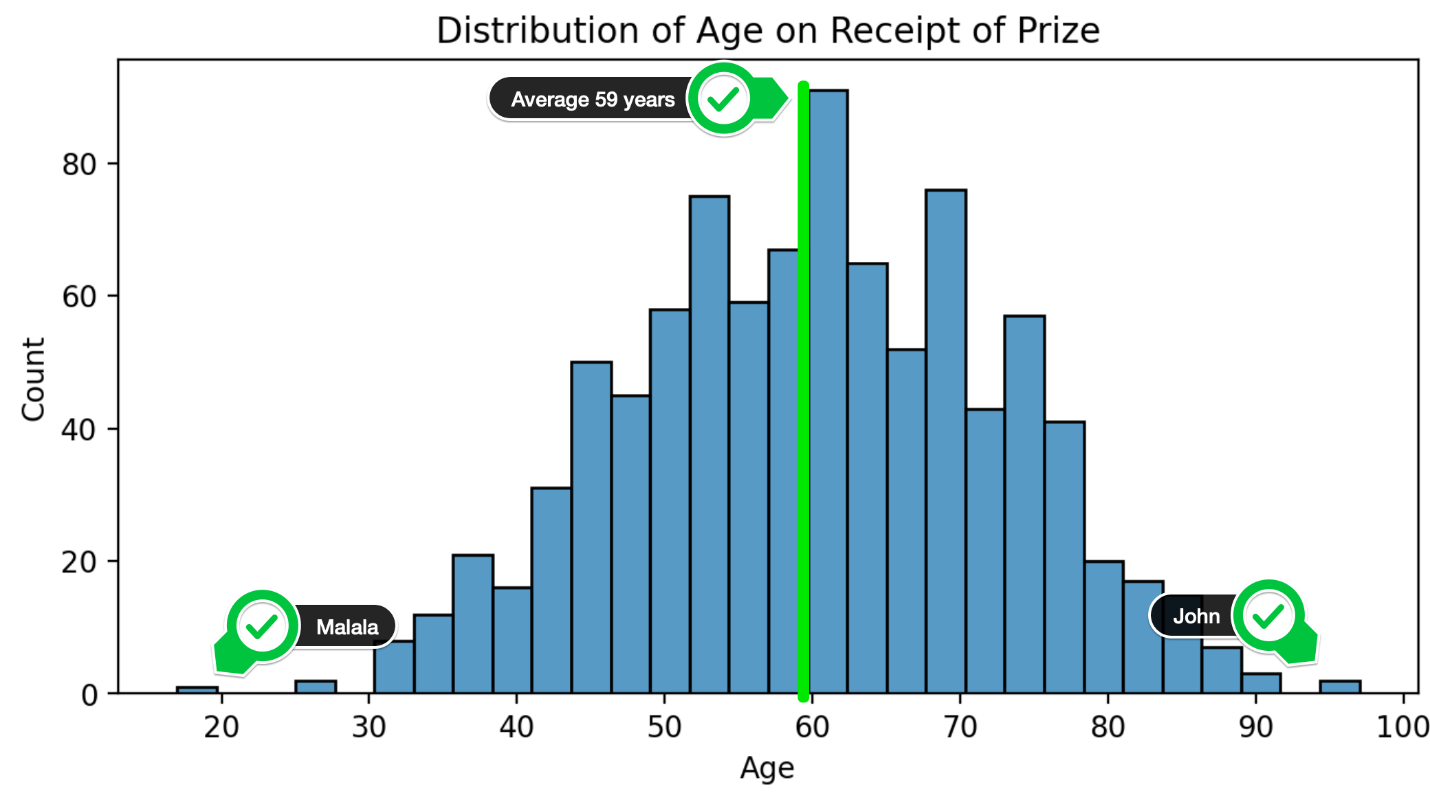 Distribution of Age on Receipt of Prize
Average 59 years
80
60
40
20
0
Count
Malala
John
20 30 40 50 60 70 80 90 100
Age